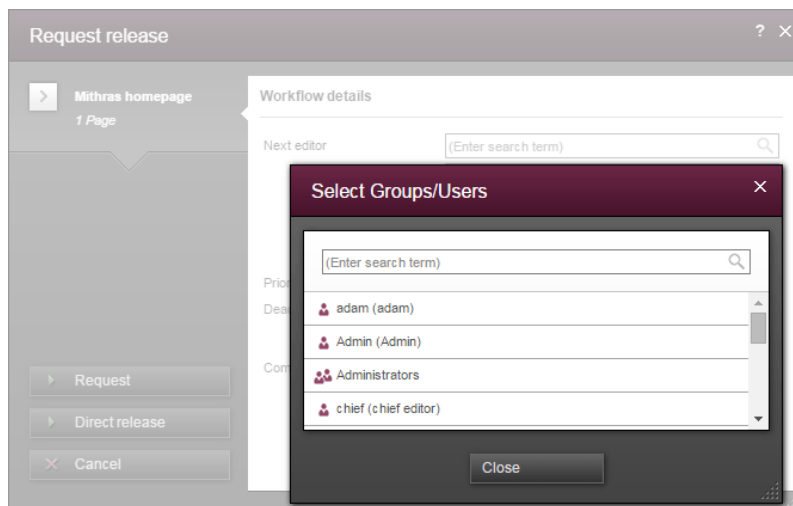 Request release
?
Mithras homepage
1 Page
Workflow details
Next editor
(Enter search term)
Select Groups/Users
(Enter search term)
adam (adam)
Admin (Admin)
Administrators
chief (chief editor)
Close
Request
Direct release
Cancel